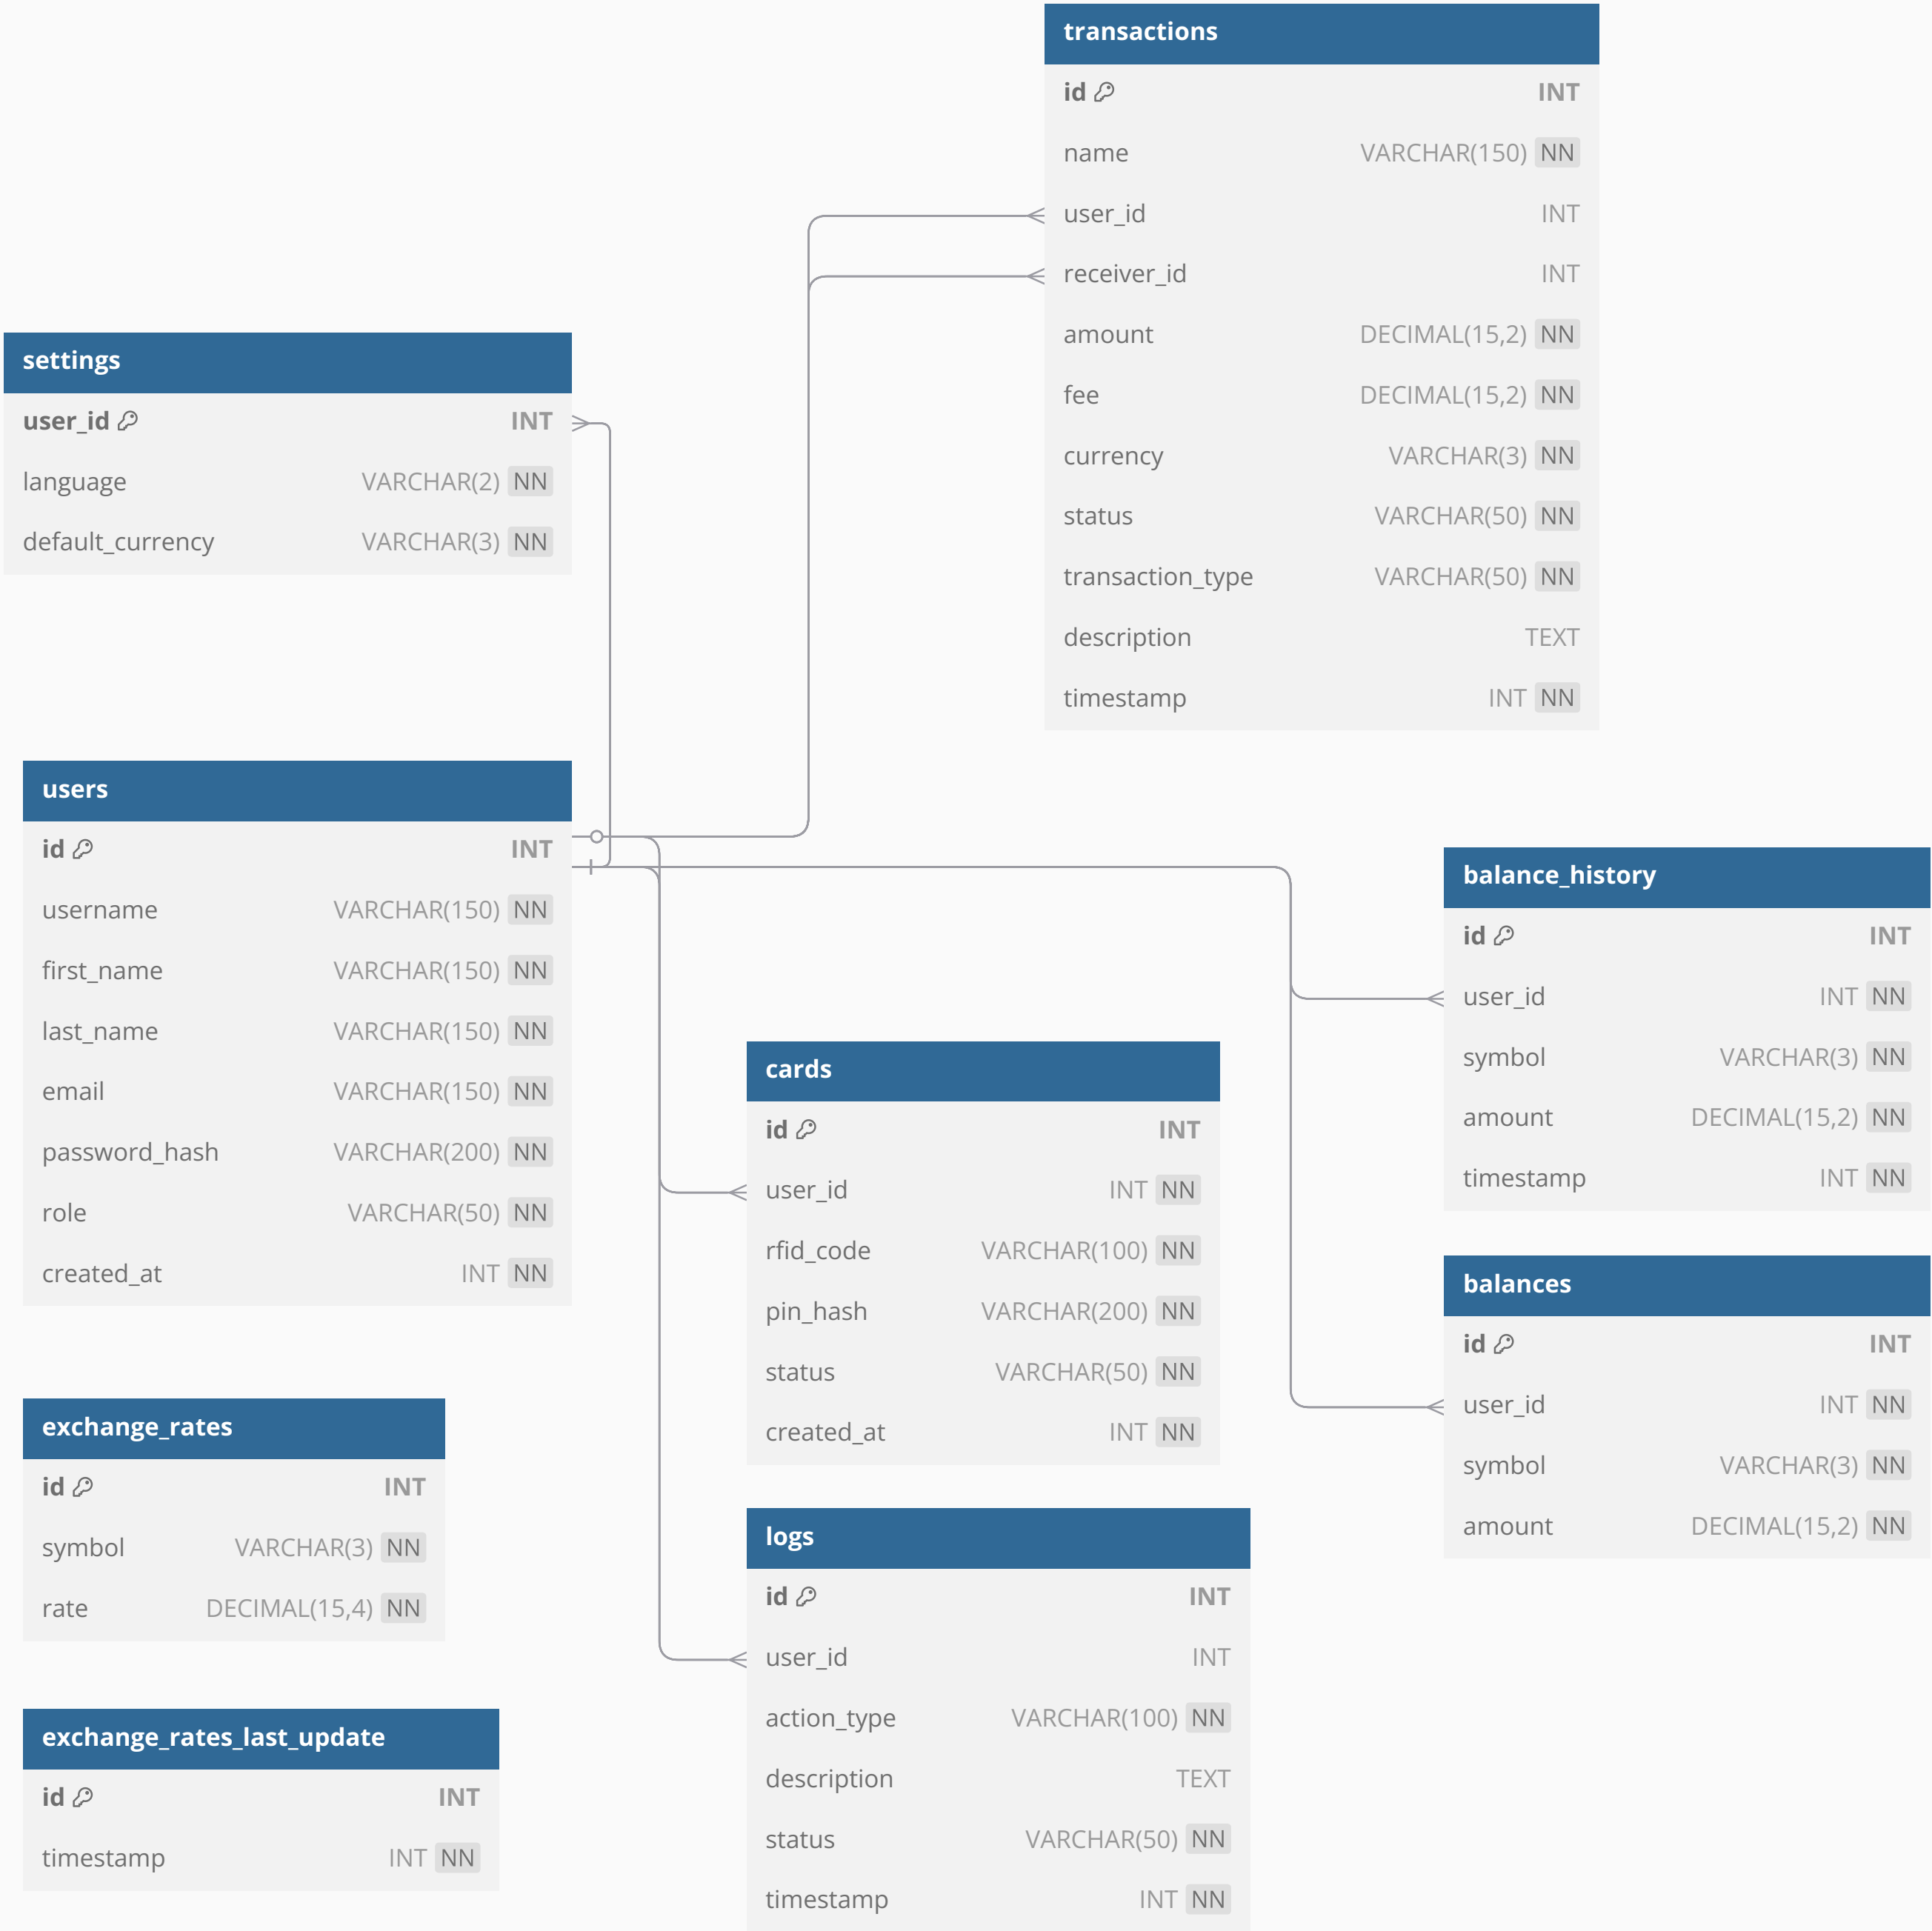 transactions
id INT
name VARCHAR(150) NN
user_id INT
receiver_id INT
amount DECIMAL(15,2) NN
fee DECIMAL(15,2) NN
currency VARCHAR(3) NN
status VARCHAR(50) NN
transaction_type VARCHAR(50) NN
description TEXT
timestamp INT NN
settings
user_id INT
language VARCHAR(2) NN
default_currency VARCHAR(3) NN
users
id INT
username VARCHAR(150) NN
first_name VARCHAR(150) NN
last_name VARCHAR(150) NN
email VARCHAR(150) NN
password_hash VARCHAR(200) NN
role VARCHAR(50) NN
created_at INT NN
balance_history
id INT
user_id INT NN
symbol VARCHAR(3) NN
amount DECIMAL(15,2) NN
timestamp INT NN
cards
id INT
user_id INT NN
rfid_code VARCHAR(100) NN
pin_hash VARCHAR(200) NN
status VARCHAR(50) NN
created_at INT NN
balances
id INT
user_id INT NN
symbol VARCHAR(3) NN
amount DECIMAL(15,2) NN
exchange_rates
id INT
symbol VARCHAR(3) NN
rate DECIMAL(15,4) NN
logs
id INT
user_id INT
action_type VARCHAR(100) NN
description TEXT
status VARCHAR(50) NN
timestamp INT NN
exchange_rates_last_update
id INT
timestamp INT NN